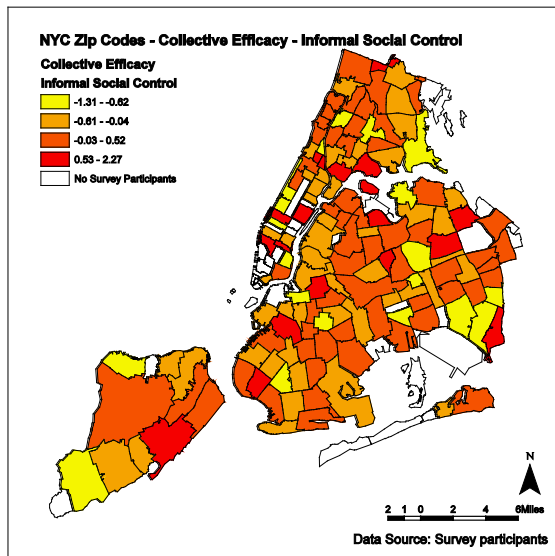 NYC Zip Codes - Collective Efficacy - Informal Social Control
Collective Efficacy
Informal Social Control
-1.31 - -0.62
-0.61 - -0.04
-0.03 - 0.52
0.53 - 2.27
No Survey Participants
N
2 1 0 2 4 6Miles
Data Source: Survey participants